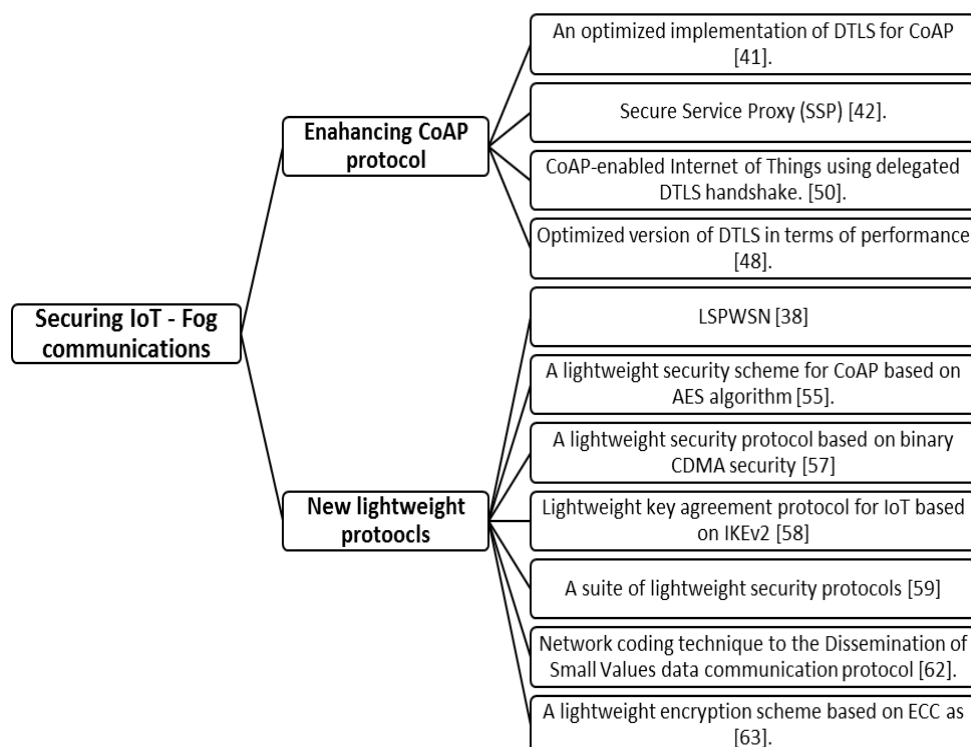 Securing IoT - Fog
communications
Enahancing CoAP
protocol
An optimized implementation of DTLS for CoAP
[41].
Secure Service Proxy (SSP) [42].
CoAP-enabled Internet of Things using delegated
DTLS handshake. [50].
Optimized version of DTLS in terms of performance
[48].
New lightweight
protoocls
LSPWSN [38]
A lightweight security scheme for CoAP based on
AES algorithm [55].
A lightweight security protocol based on binary
CDMA security [57]
Lightweight key agreement protocol for IoT based
on IKEv2 [58]
A suite of lightweight security protocols [59]
Network coding technique to the Dissemination of
Small Values data communication protocol [62].
A lightweight encryption scheme based on ECC as
[63].